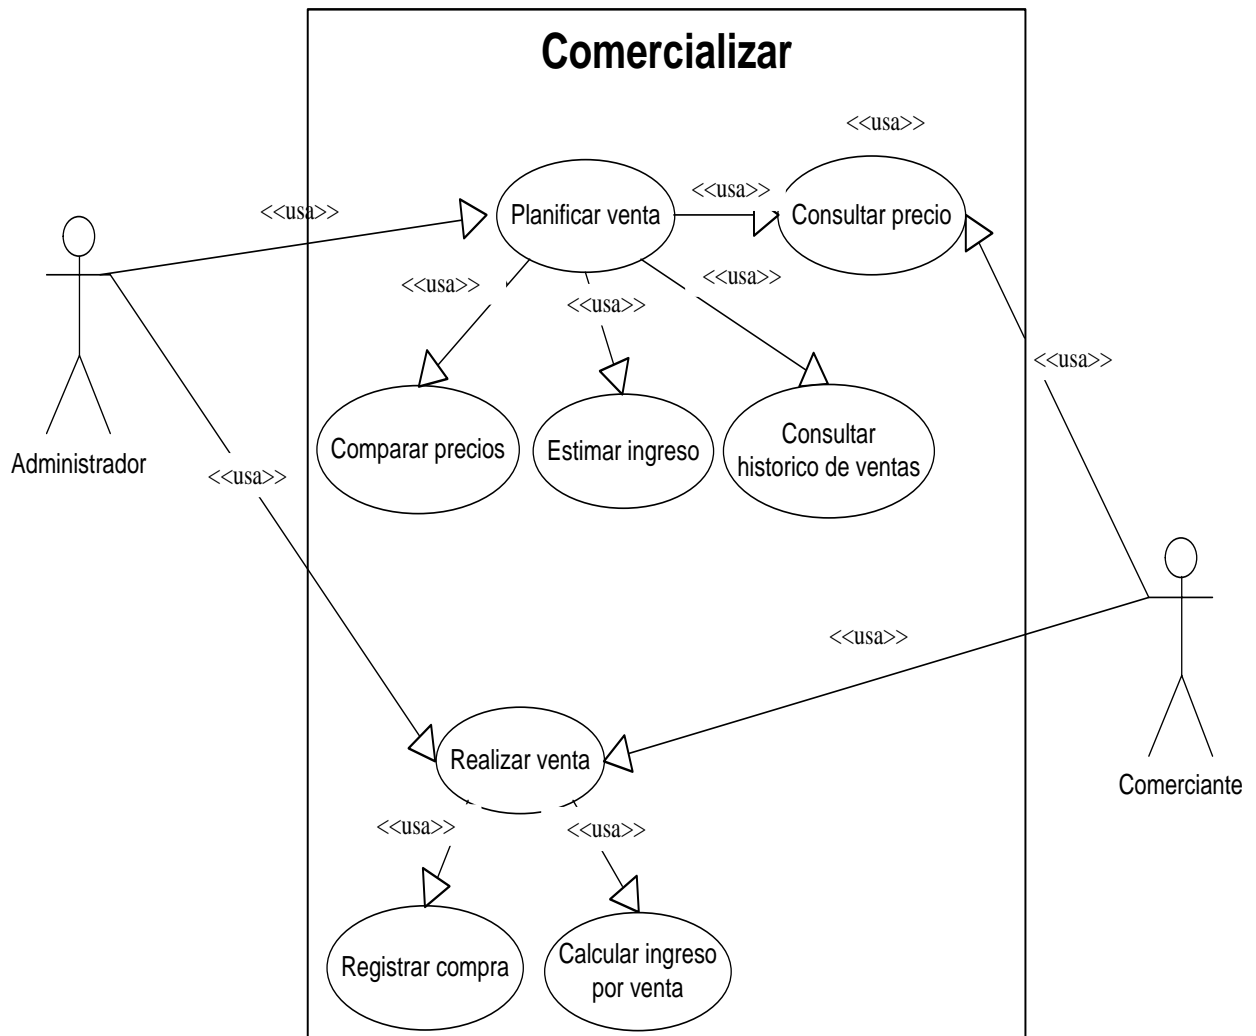 Comercializar
<<usa>>
<<usa>>
<<usa>>
Planificar venta
Consultar precio
<<usa>>
<<usa>>
<<usa>>
<<usa>>
Comparar precios
Estimar ingreso
Consultar
historico de ventas
Administrador
<<usa>>
<<usa>>
Realizar venta
Comerciante
<<usa>>
<<usa>>
Registrar compra
Calcular ingreso
por venta